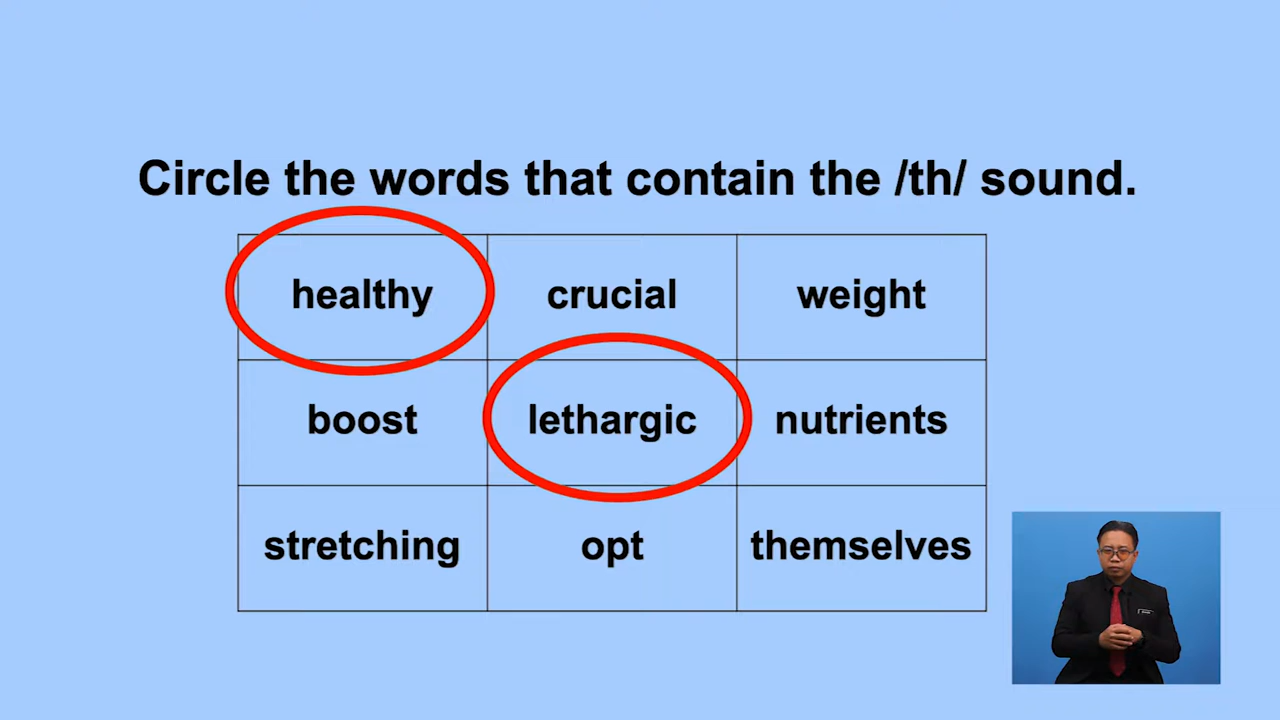 Circle the words that contain the /th/ sound.
healthy crucial weight
boost lethargic nutrients
stretching opt themselves